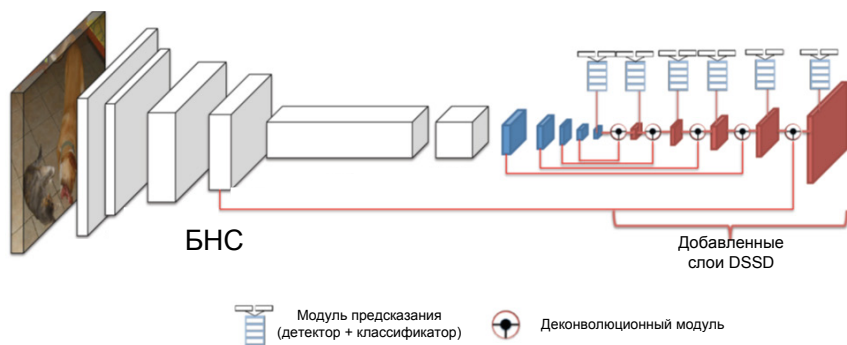 БНС
Добавленные
слои DSSD
Модуль предсказания
(детектор + классификатор)
Деконволюционный модуль